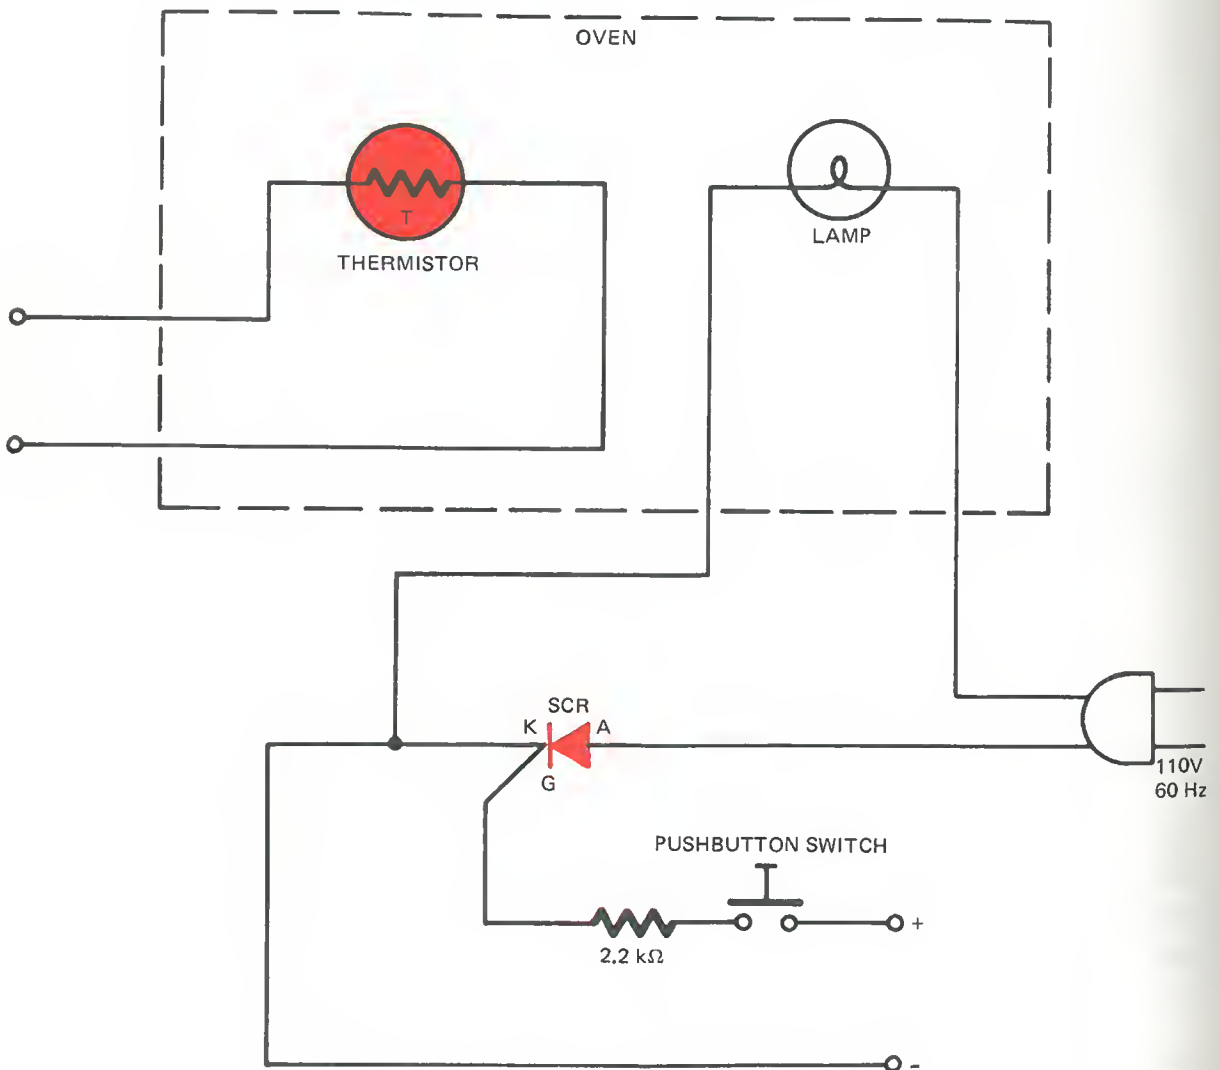 OVEN
T
THERMISTOR
LAMP
SCR
K A
G
110V
60 Hz
PUSHBUTTON SWITCH
+
2.2 kΩ
-